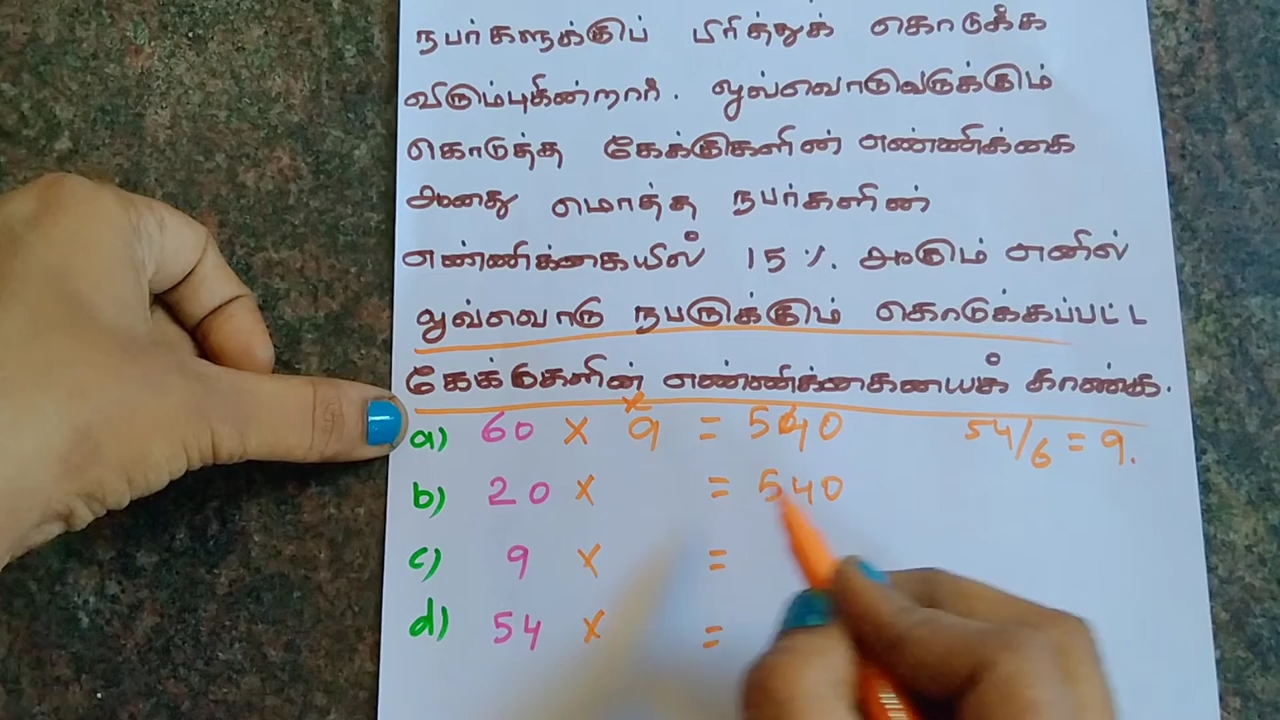 நபர்களுக்குப் பிரித்துக் கொடுக்க
விரும்புகின்றார். ஒவ்வொருவருக்கும்
கொடுத்த கேக்குகளின் எண்ணிக்கை
ஆனது மொத்த நபர்களின்
எண்ணிக்கையில் 15 %. ஆகும் எனில்
ஒவ்வொரு நபருக்கும் கொடுக்கப்பட்ட
கேக்குகளின் எண்ணிக்கையைக் காண்க.
a) 60 × 9 = 540 54/6 = 9.
b) 20 × = 540
c) 9 × =
d) 54 × =